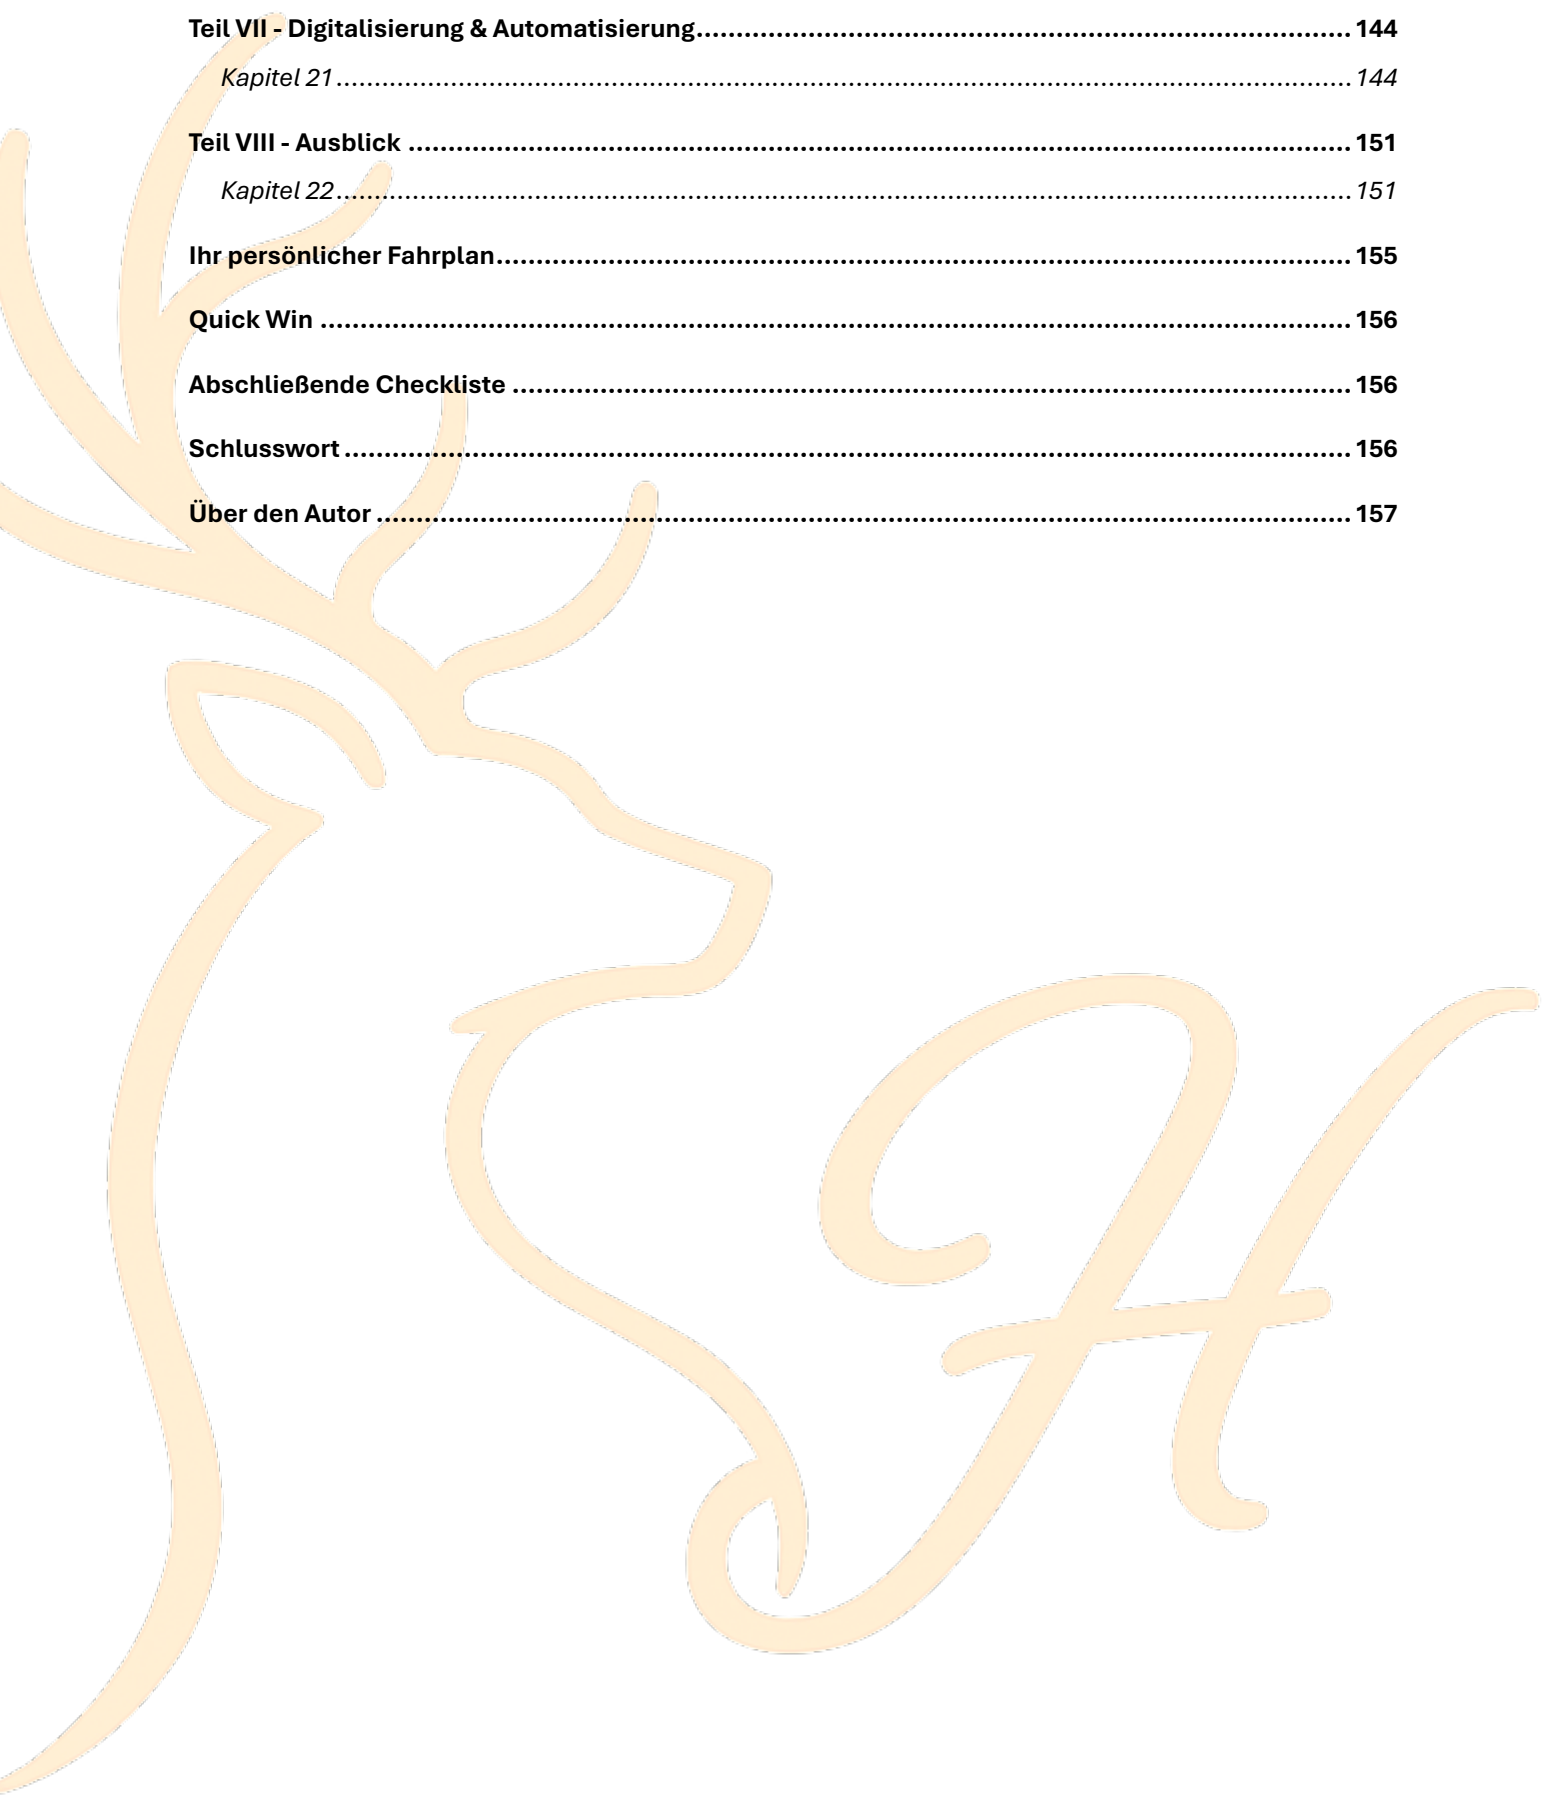 Teil VII - Digitalisierung & Automatisierung.......... 144
Kapitel 21.......... 144
Teil VIII - Ausblick .......... 151
Kapitel 22.......... 151
Ihr persönlicher Fahrplan.......... 155
Quick Win .......... 156
Abschließende Checkliste .......... 156
Schlusswort .......... 156
Über den Autor .......... 157
H